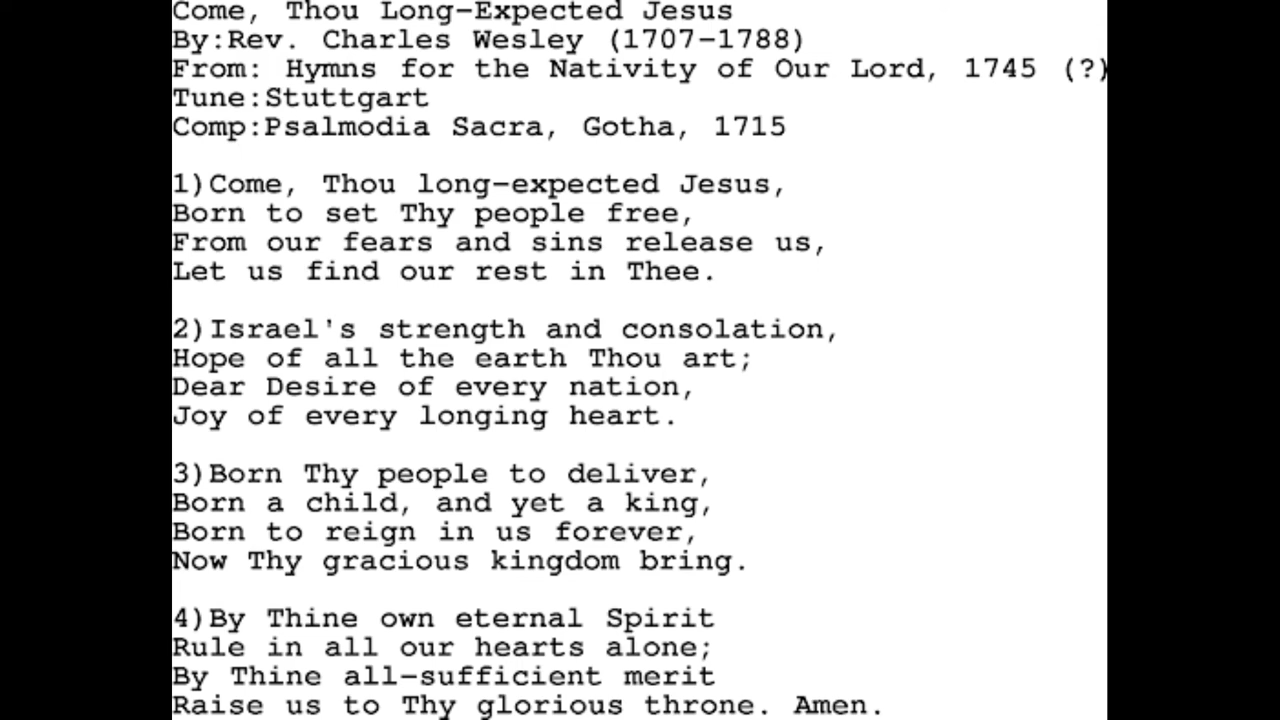 Come, Thou Long-Expected Jesus
By:Rev. Charles Wesley (1707-1788)
From: Hymns for the Nativity of Our Lord, 1745 (?)
Tune:Stuttgart
Comp:Psalmodia Sacra, Gotha, 1715
1)Come, Thou long-expected Jesus,
Born to set Thy people free,
From our fears and sins release us,
Let us find our rest in Thee.
2)Israel's strength and consolation,
Hope of all the earth Thou art;
Dear Desire of every nation,
Joy of every longing heart.
3)Born Thy people to deliver,
Born a child, and yet a king,
Born to reign in us forever,
Now Thy gracious kingdom bring.
4)By Thine own eternal Spirit
Rule in all our hearts alone;
By Thine all-sufficient merit
Raise us to Thy glorious throne. Amen.